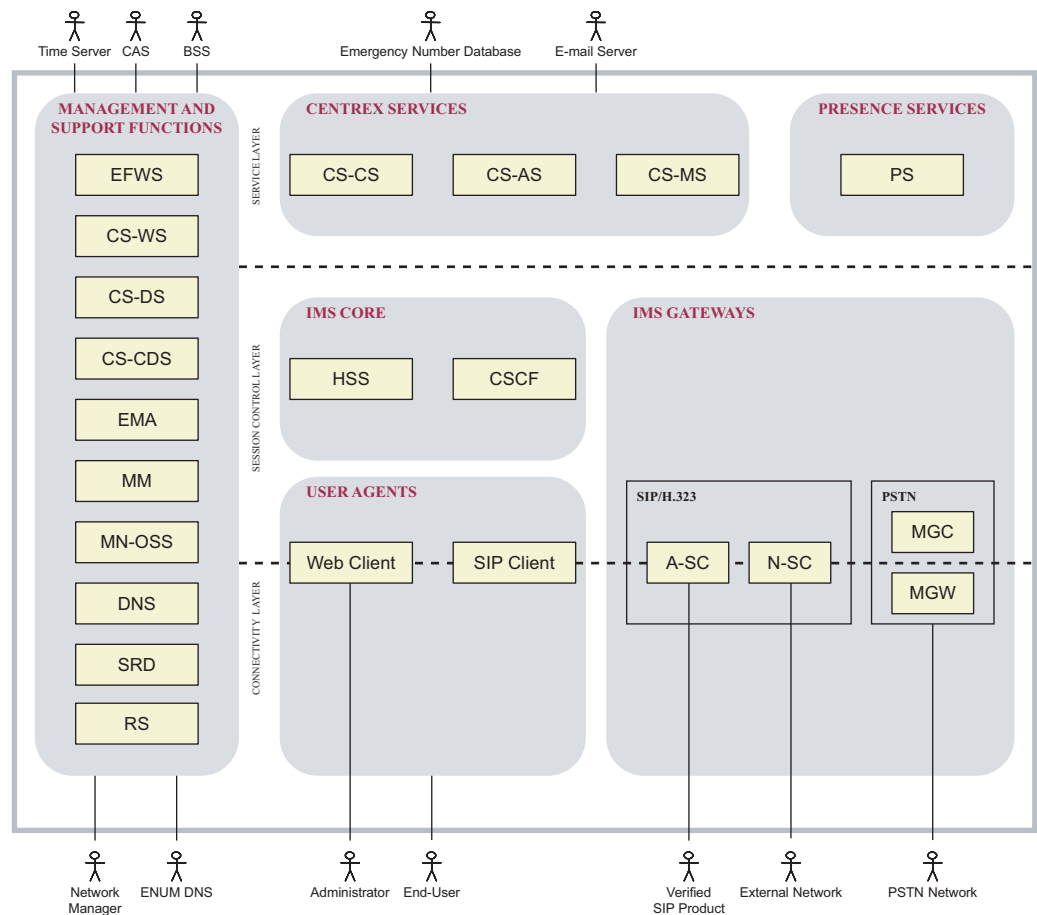 Time Server
CAS
BSS
Emergency Number Database
E-mail Server
MANAGEMENT AND
SUPPORT FUNCTIONS
EFWS
CS-WS
CS-DS
CS-CDS
EMA
MM
MN-OSS
DNS
SRD
RS
SERVICE LAYER
CENTREX SERVICES
CS-CS
CS-AS
CS-MS
PRESENCE SERVICES
PS
SESSION CONTROL LAYER
IMS CORE
HSS
CSCF
IMS GATEWAYS
USER AGENTS
Web Client
SIP Client
SIP/H.323
A-SC
N-SC
PSTN
MGC
MGW
CONNECTIVITY LAYER
Network
Manager
ENUM DNS
Administrator
End-User
Verified
SIP Product
External Network
PSTN Network